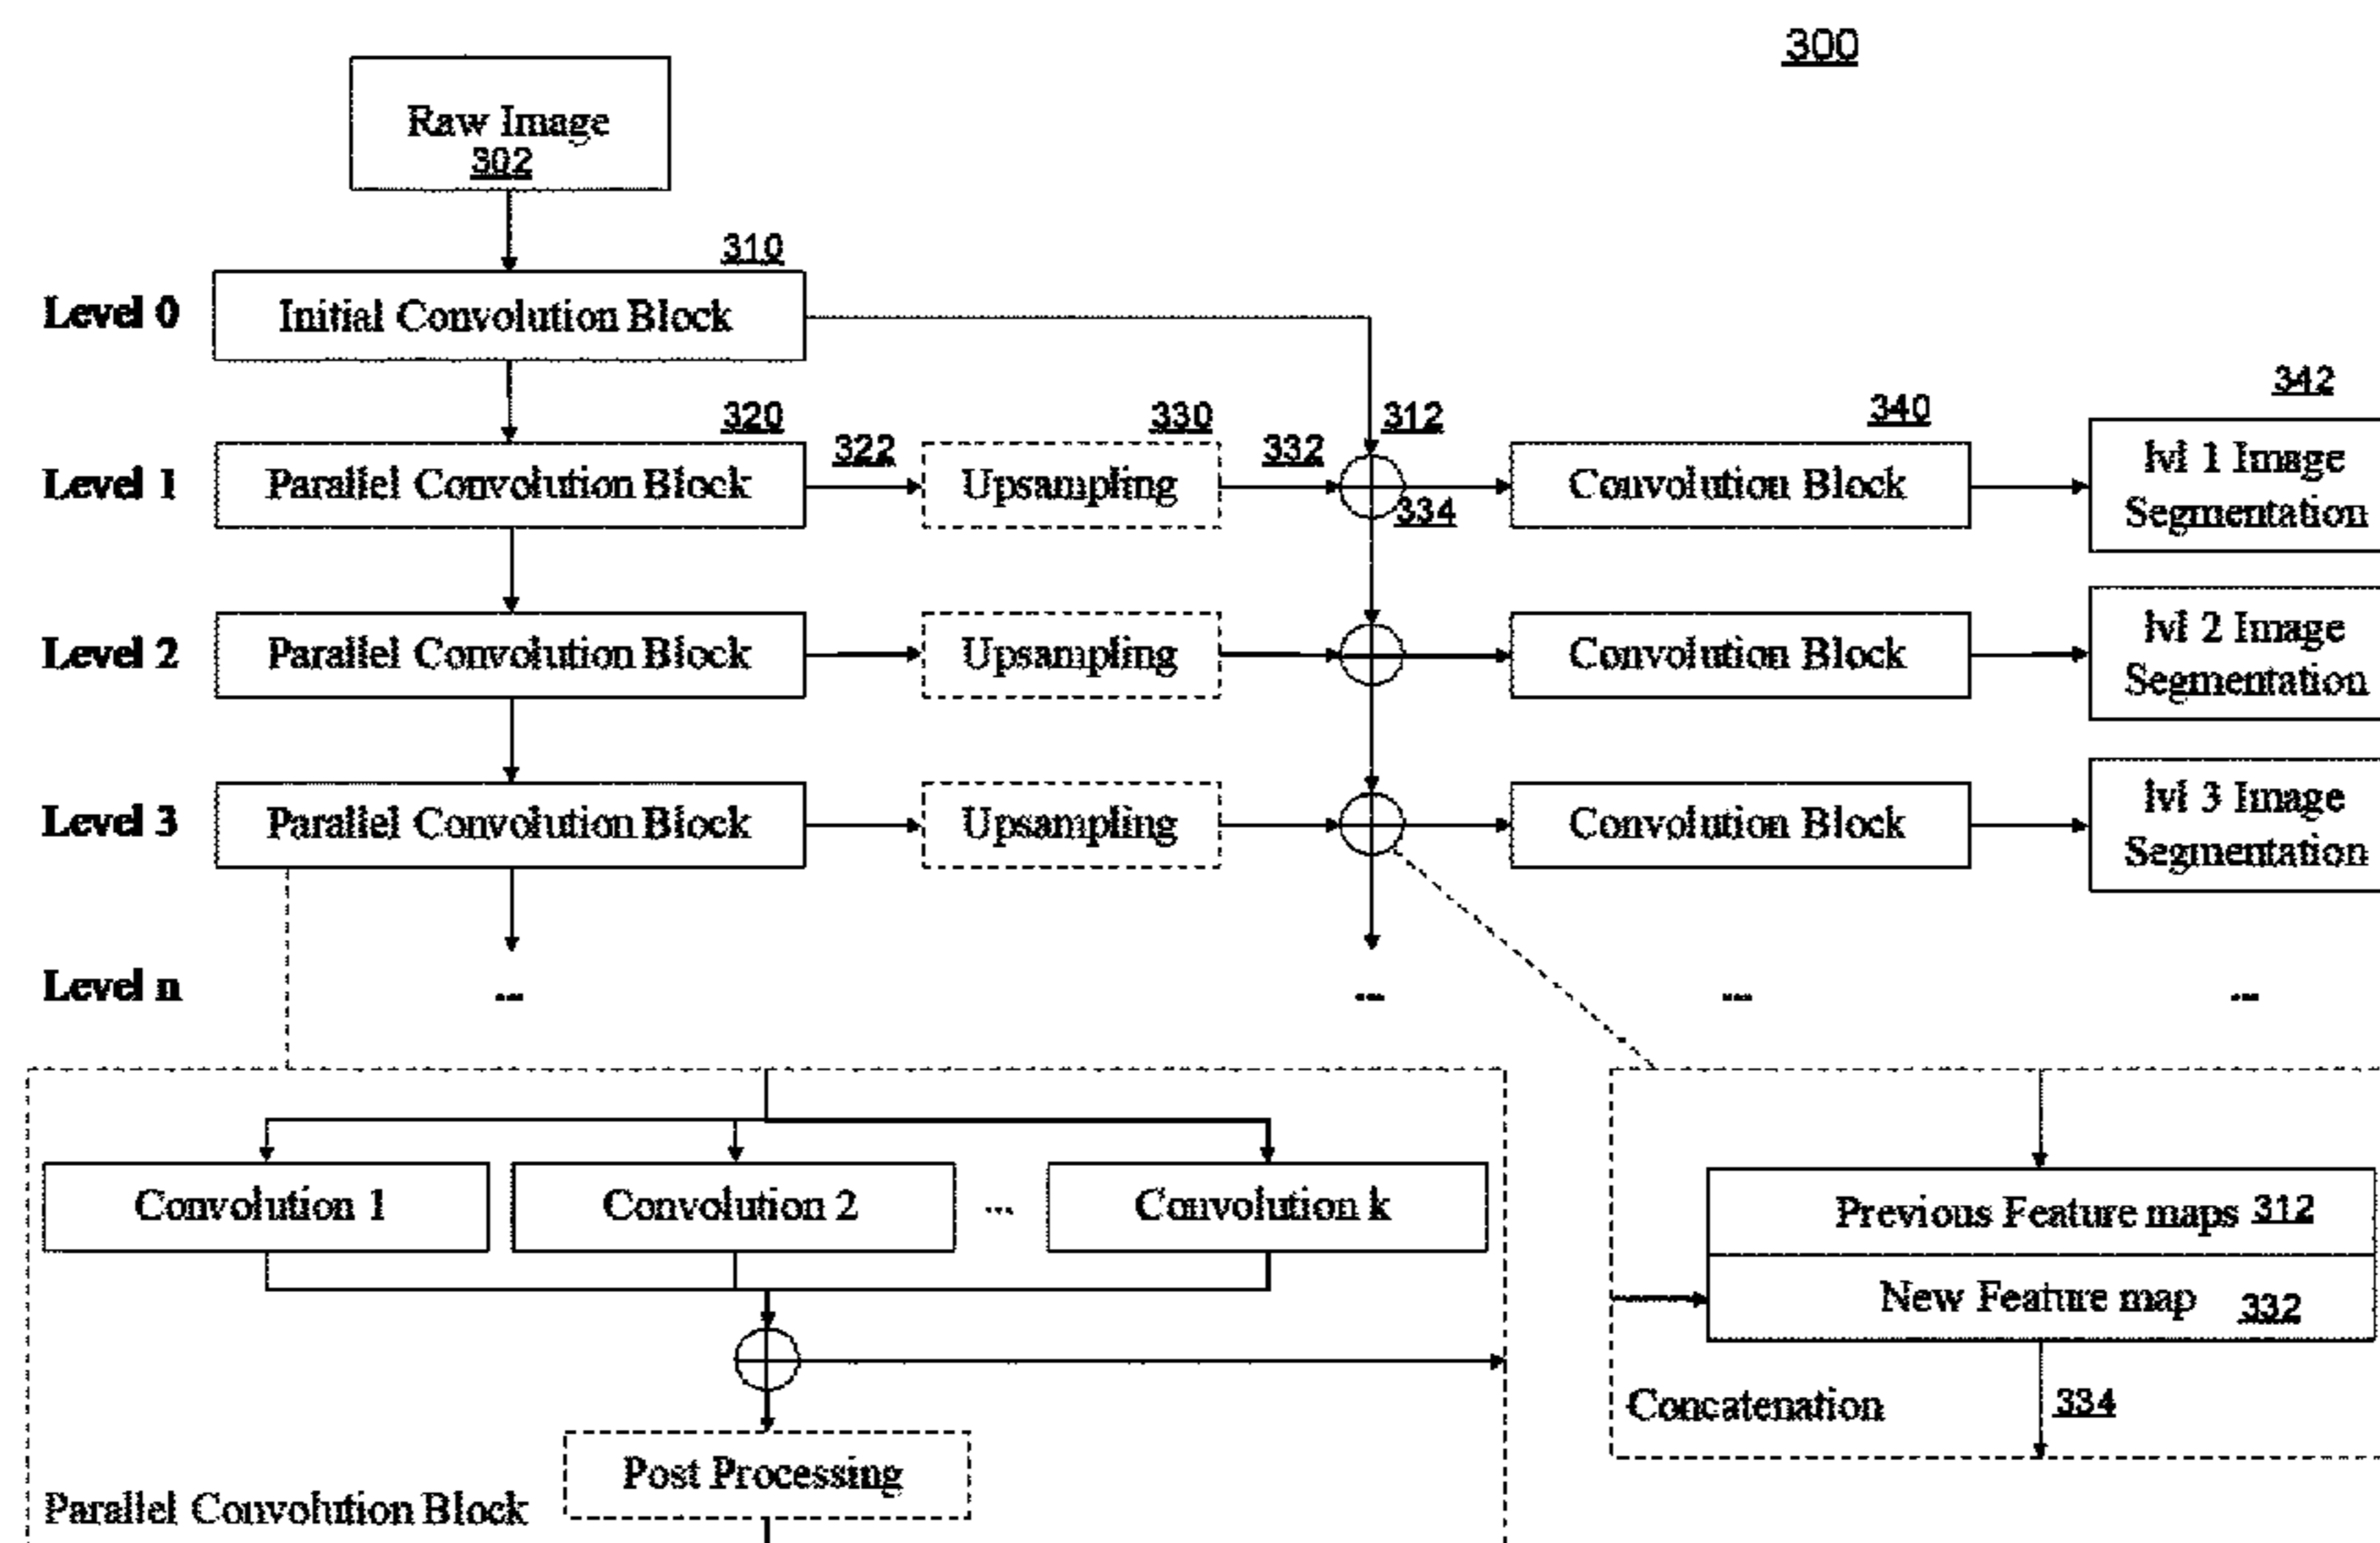 300
Raw Image
302
310
Level 0 Initial Convolution Block
342
320 322 330 332 312 340
Level 1 Parallel Convolution Block Upsampling 334 Convolution Block lvl 1 Image
Segmentation
Level 2 Parallel Convolution Block Upsampling Convolution Block lvl 2 Image
Segmentation
Level 3 Parallel Convolution Block Upsampling Convolution Block lvl 3 Image
Segmentation
Level n ... ... ... ...
Convolution 1 Convolution 2 ... Convolution k
Previous Feature maps 312
New Feature map 332
Concatenation 334
Post Processing
Parallel Convolution Block